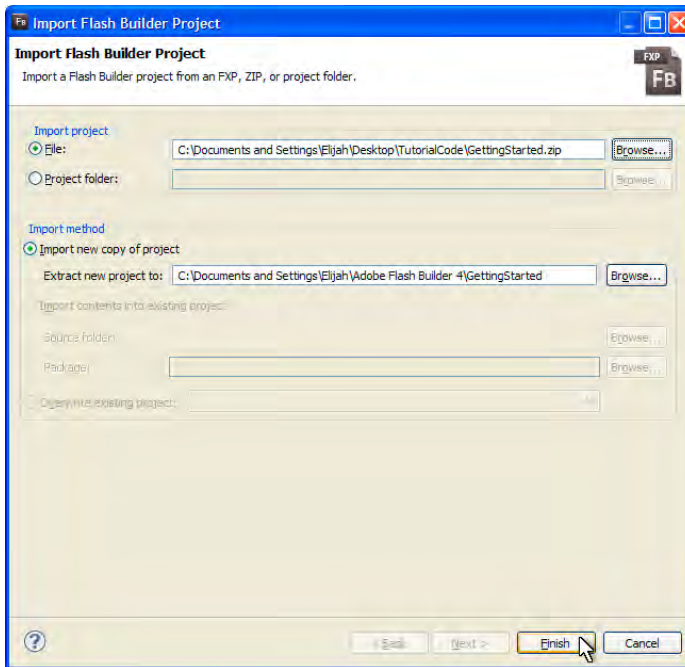 FB Import Flash Builder Project
Import Flash Builder Project
Import a Flash Builder project from an FXP, ZIP, or project folder.
FXP
FB
Import project
File: C:\Documents and Settings\Elijah\Desktop\TutorialCode\GettingStarted.zip Browse...
Project folder: Browse...
Import method
Import new copy of project
Extract new project to: C:\Documents and Settings\Elijah\Adobe Flash Builder 4\GettingStarted Browse...
Import contents into existing project
Source folder: Browse...
Package: Browse...
Overwrite existing project:
? < Back Next > Finish Cancel